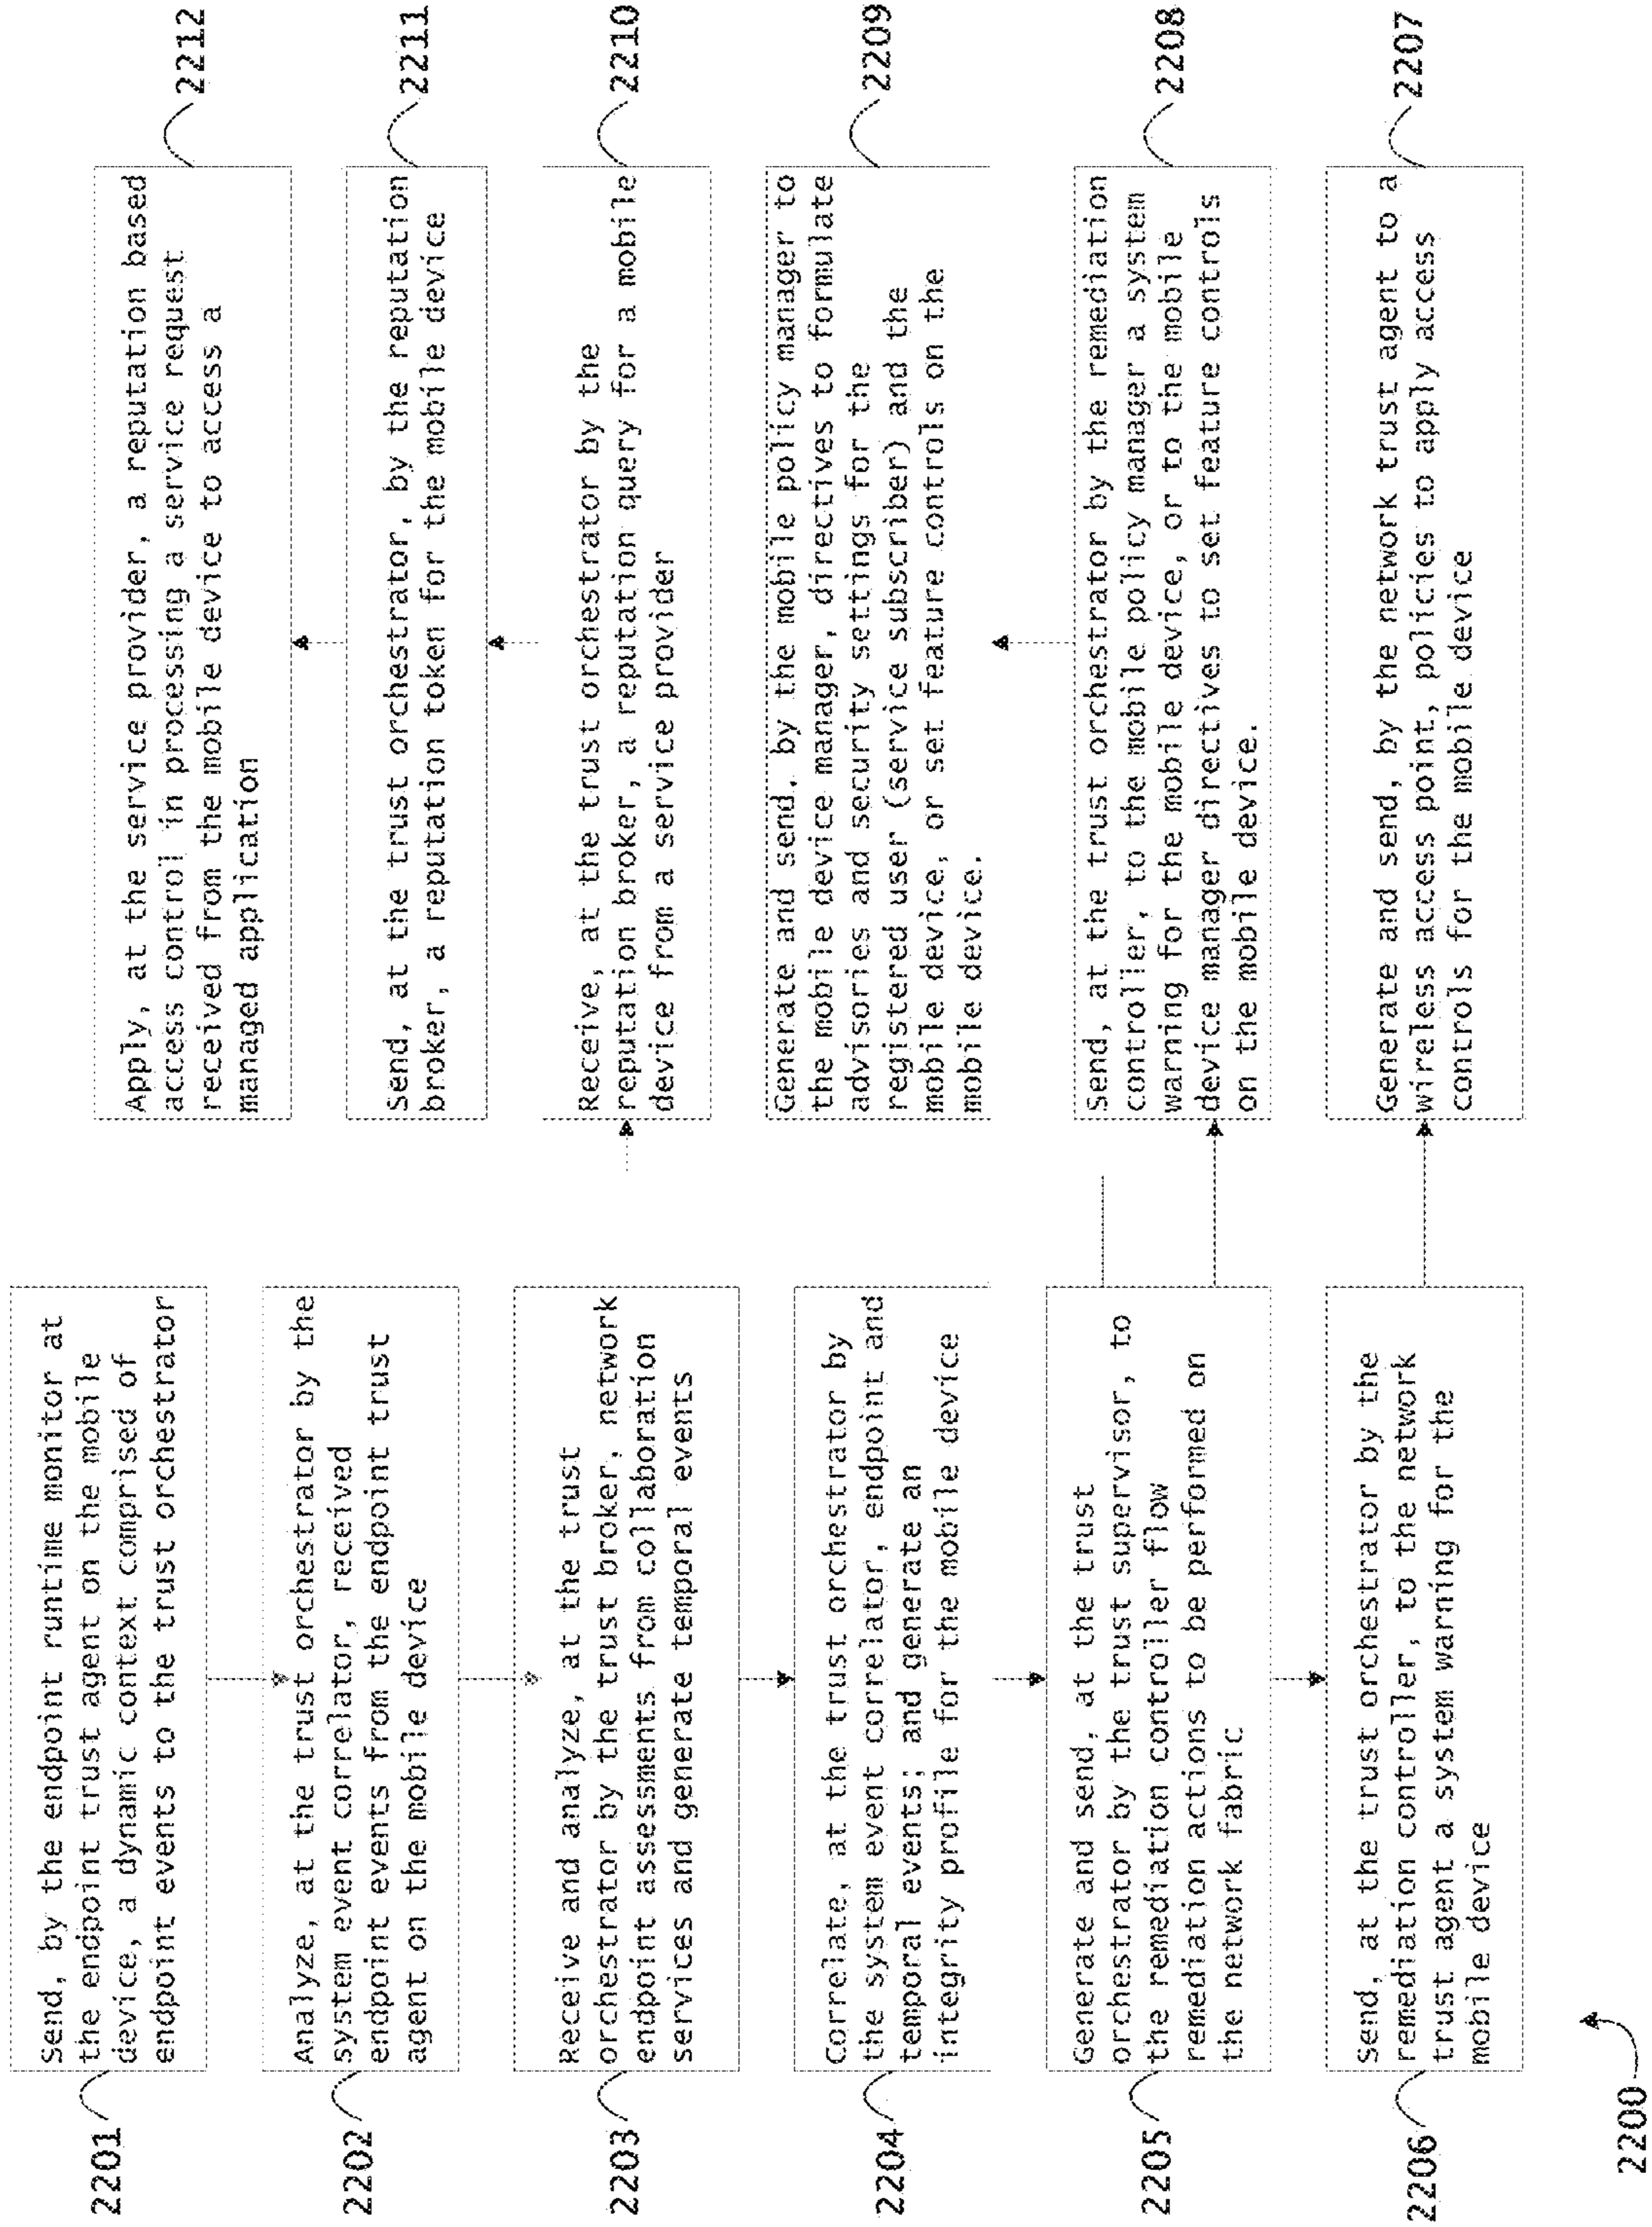 2201
Send, by the endpoint runtime monitor at
the endpoint trust agent on the mobile
device, a dynamic context comprised of
endpoint events to the trust orchestrator
2202
Analyze, at the trust orchestrator by the
system event correlator, received
endpoint events from the endpoint trust
agent on the mobile device
2203
Receive and analyze, at the trust
orchestrator by the trust broker, network
endpoint assessments from collaboration
services and generate temporal events
2204
Correlate, at the trust orchestrator by
the system event correlator, endpoint and
temporal events; and generate an
integrity profile for the mobile device
2205
Generate and send, at the trust
orchestrator by the trust supervisor, to
the remediation controller flow
remediation actions to be performed on
the network fabric
2206
Send, at the trust orchestrator by the
remediation controller, to the network
trust agent a system warning for the
mobile device
2200
2212
Apply, at the service provider, a reputation based
access control in processing a service request
received from the mobile device to access a
managed application
2211
Send, at the trust orchestrator, by the reputation
broker, a reputation token for the mobile device
2210
Receive, at the trust orchestrator by the
reputation broker, a reputation query for a mobile
device from a service provider
2209
Generate and send, by the mobile policy manager to
the mobile device manager, directives to formulate
advisories and security settings for the
registered user (service subscriber) and the
mobile device, or set feature controls on the
mobile device.
2208
Send, at the trust orchestrator by the remediation
controller, to the mobile policy manager a system
warning for the mobile device, or to the mobile
device manager directives to set feature controls
on the mobile device.
2207
Generate and send, by the network trust agent to a
wireless access point, policies to apply access
controls for the mobile device